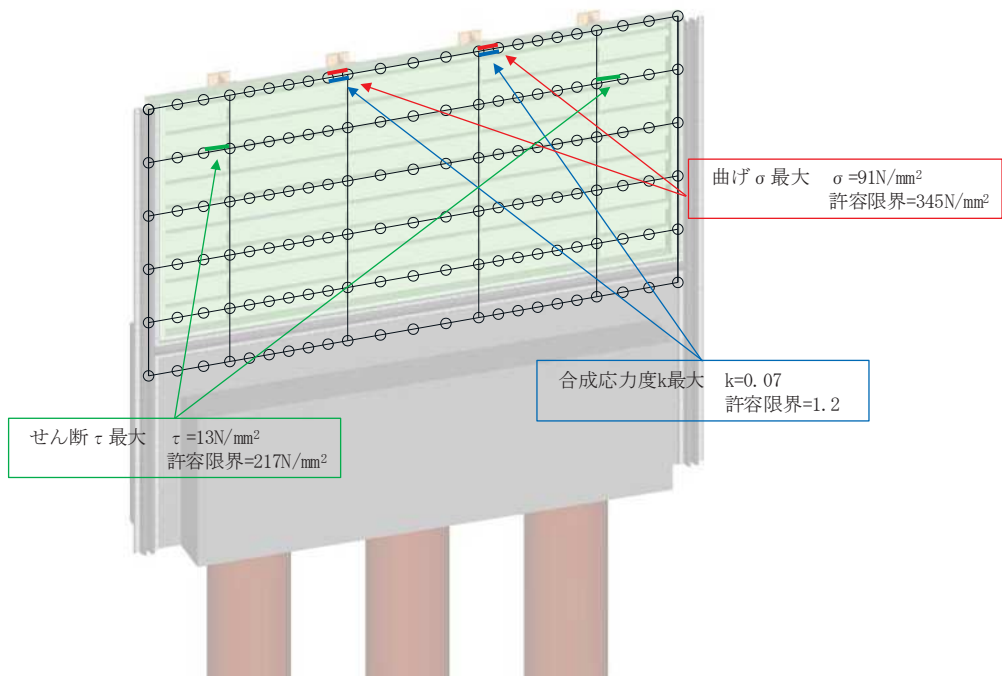 曲げσ最大 σ=91N/mm²
許容限界=345N/mm²
合成応力度k最大 k=0.07
許容限界=1.2
せん断τ最大 τ=13N/mm²
許容限界=217N/mm²